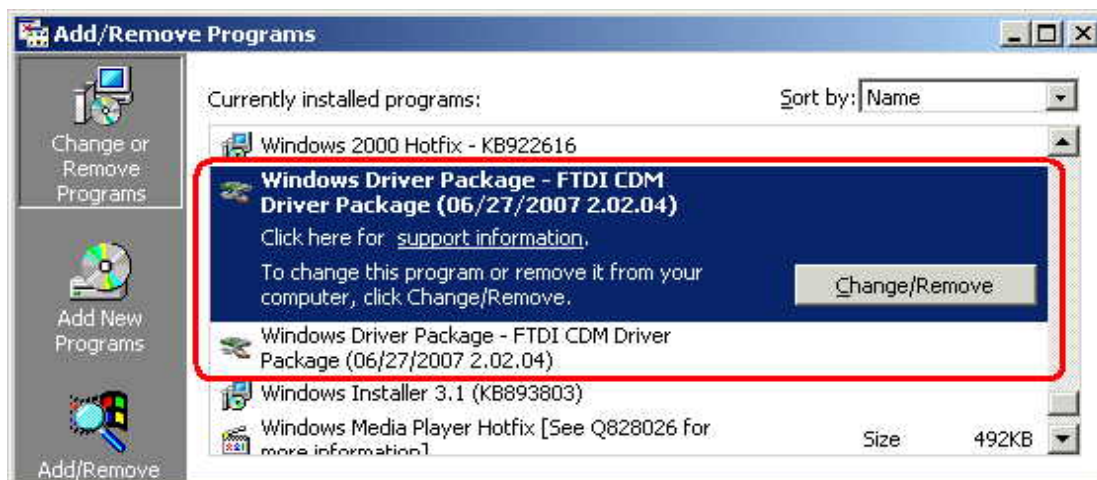 Add/Remove Programs
Change or
Remove
Programs
Add New
Programs
Add/Remove
Currently installed programs:
Sort by: Name
Windows 2000 Hotfix - KB922616
Windows Driver Package - FTDI CDM
Driver Package (06/27/2007 2.02.04)
Click here for support information.
To change this program or remove it from your
computer, click Change/Remove.
Change/Remove
Windows Driver Package - FTDI CDM Driver
Package (06/27/2007 2.02.04)
Windows Installer 3.1 (KB893803)
Windows Media Player Hotfix [See Q828026 for
more information]
Size 492KB